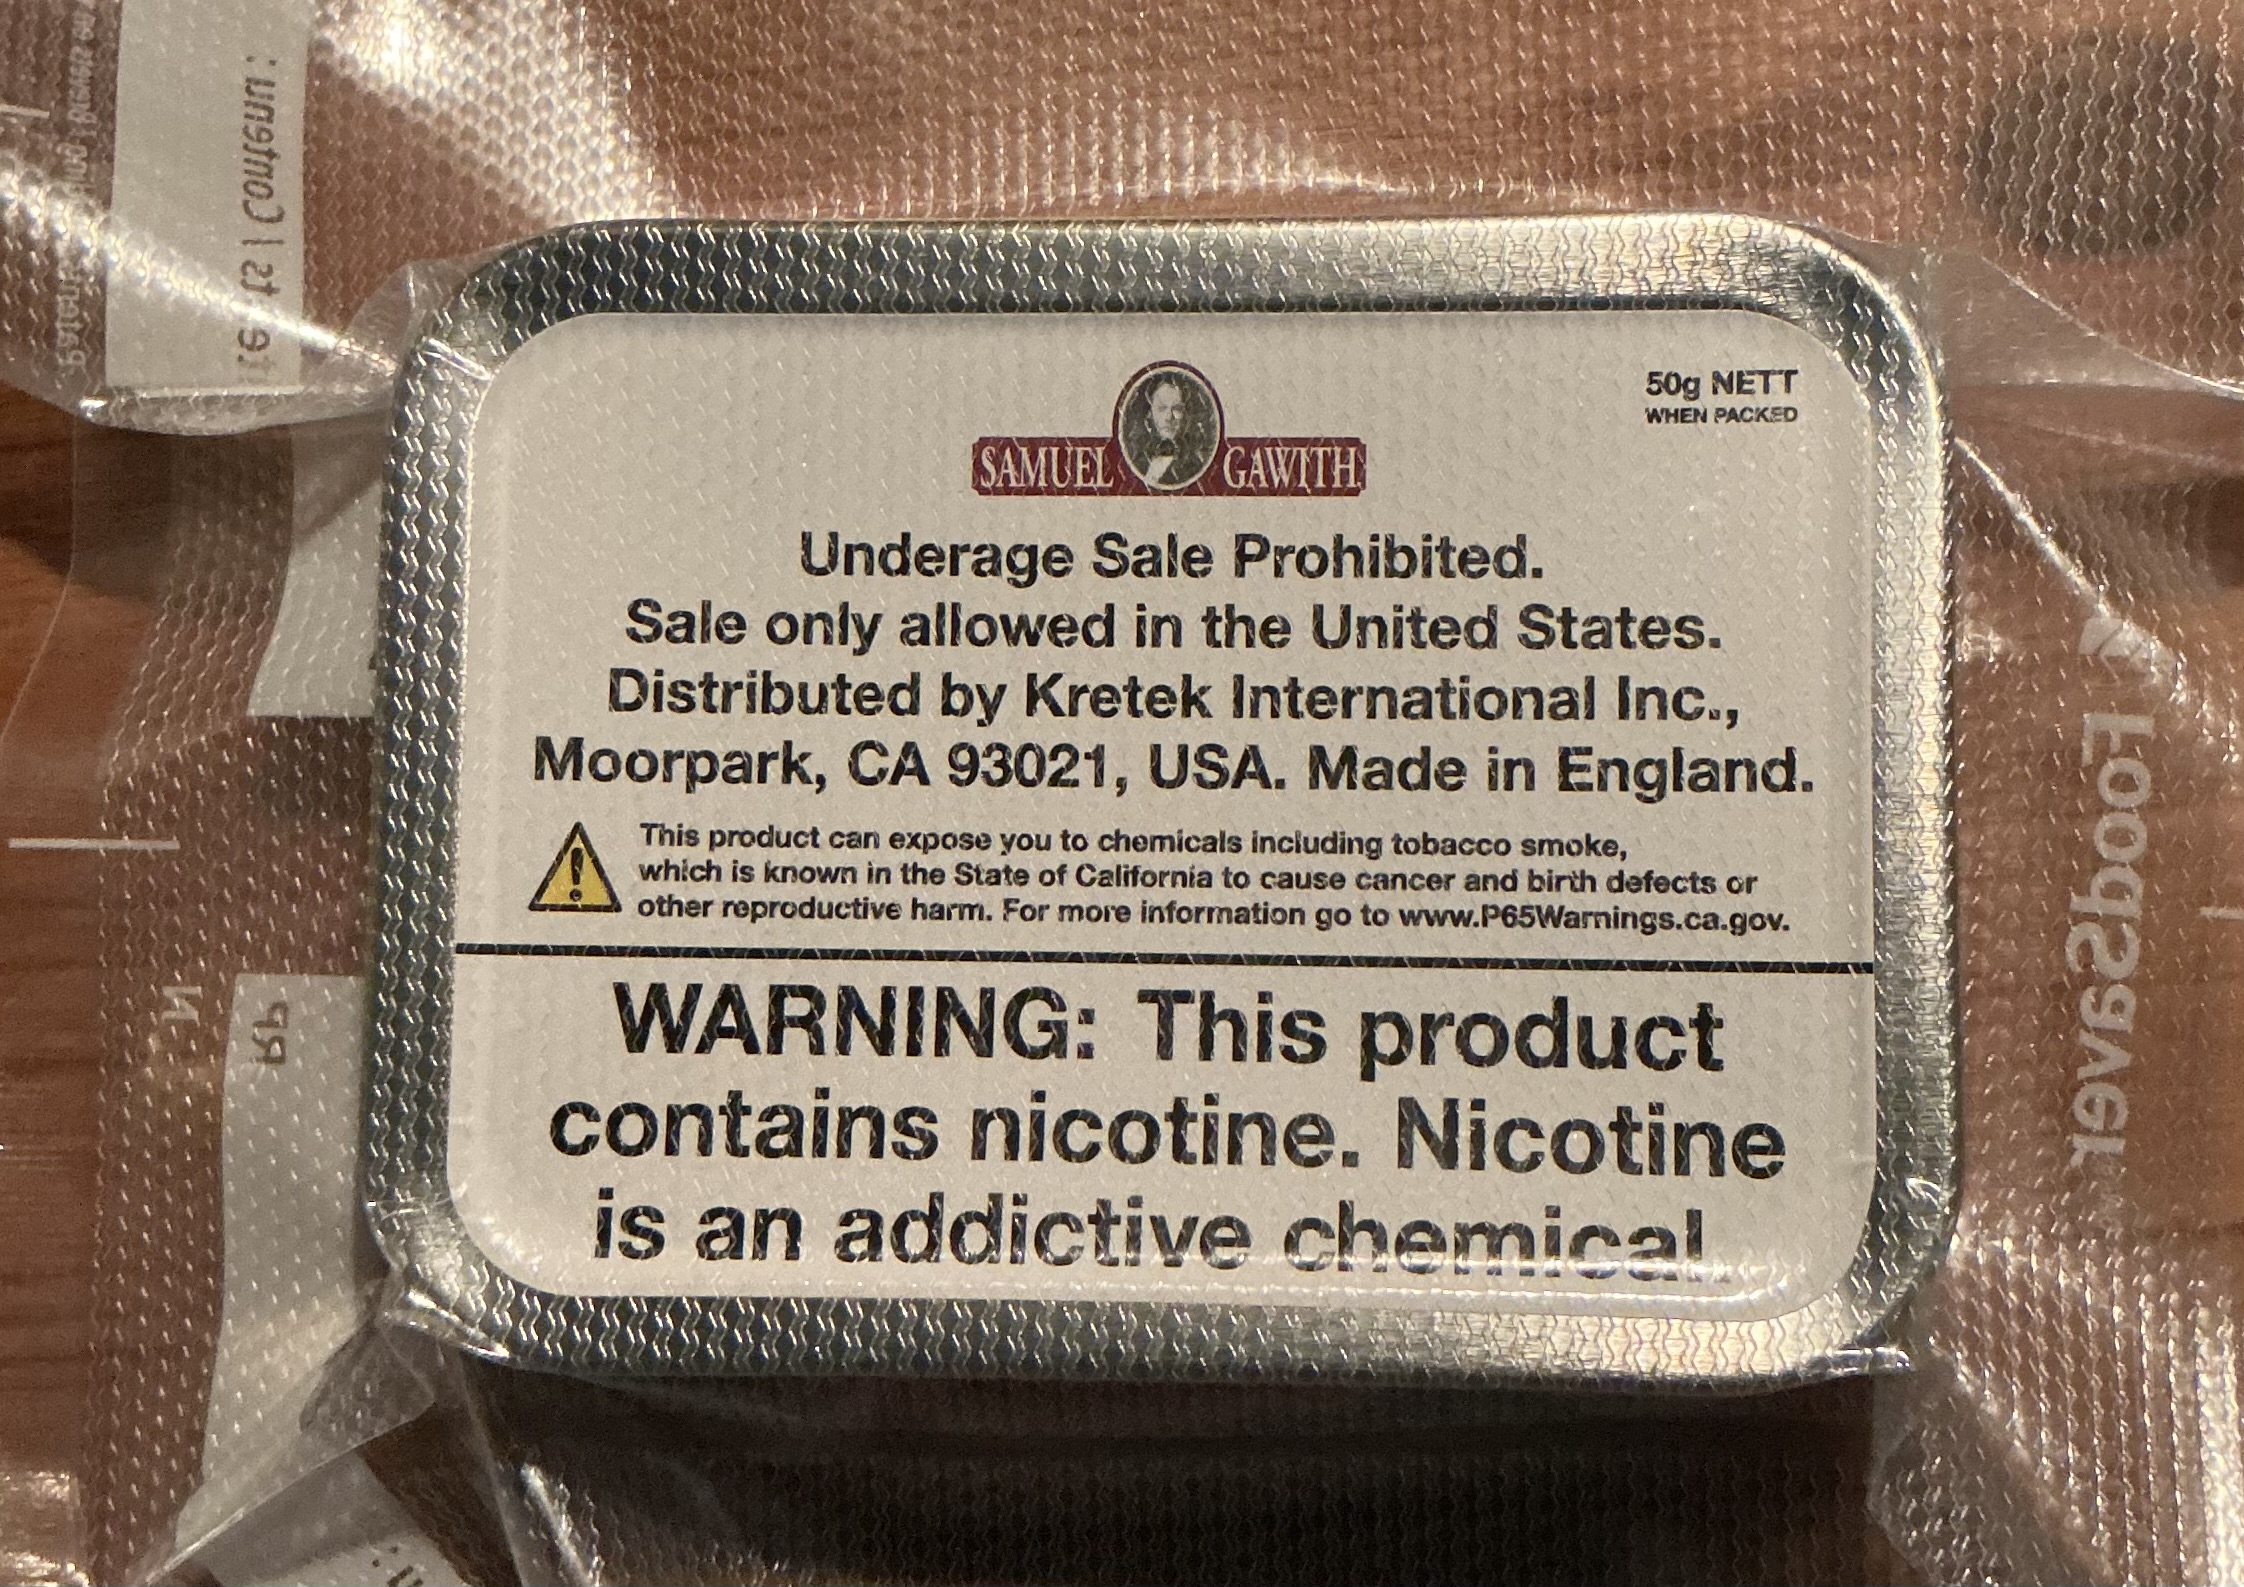 SAMUEL GAWITH
50g NETT
WHEN PACKED
Underage Sale Prohibited.
Sale only allowed in the United States.
Distributed by Kretek International Inc.,
Moorpark, CA 93021, USA. Made in England.
This product can expose you to chemicals including tobacco smoke,
which is known in the State of California to cause cancer and birth defects or
other reproductive harm. For more information go to www.P65Warnings.ca.gov.
WARNING: This product
contains nicotine. Nicotine
is an addictive chemical.
FoodSaver
Contenu :